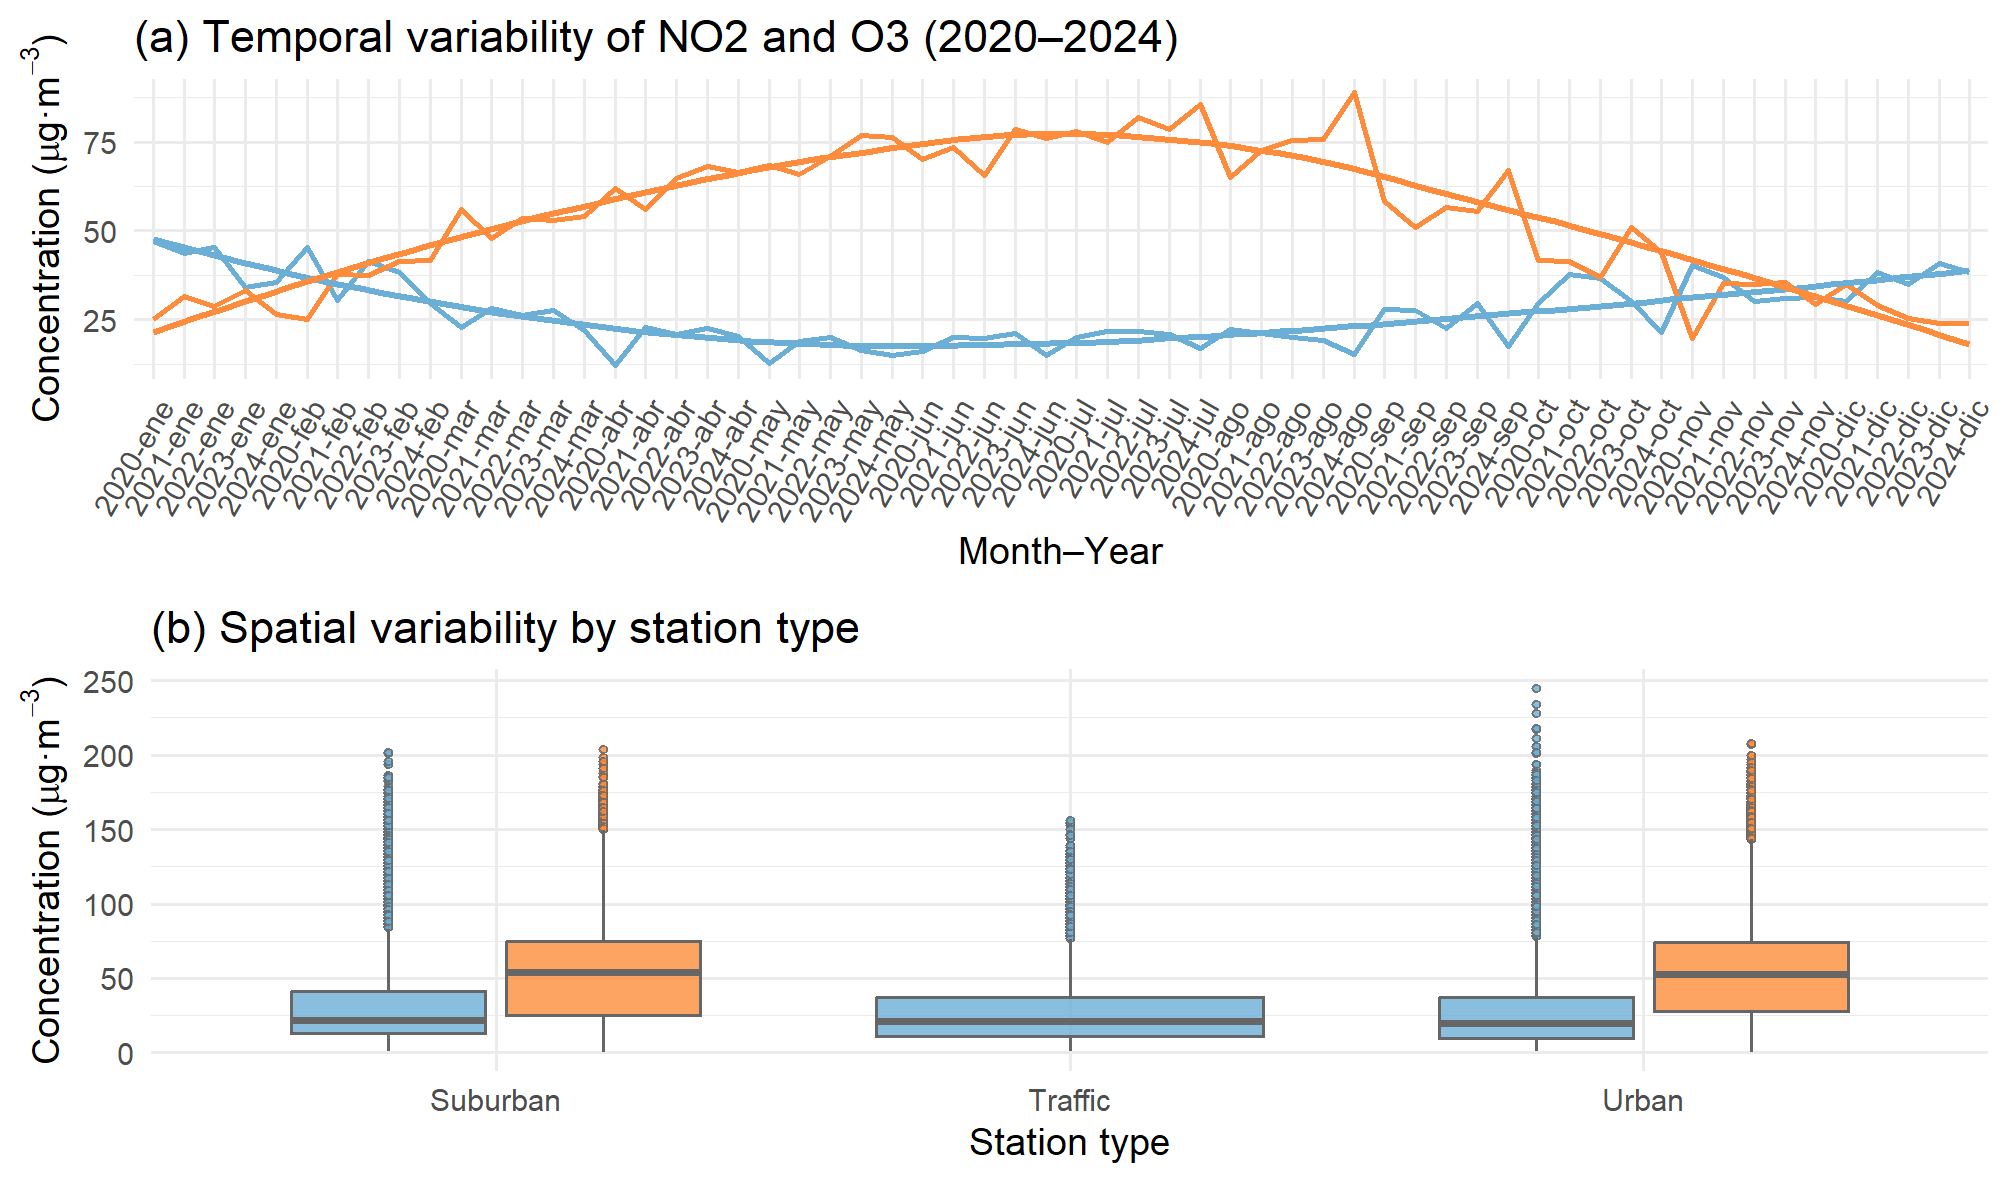 (a) Temporal variability of NO2 and O3 (2020–2024)
Concentration (µg·m⁻³)
75
50
25
2020-ene
2021-ene
2022-ene
2023-ene
2024-ene
2020-feb
2021-feb
2022-feb
2023-feb
2024-feb
2020-mar
2021-mar
2022-mar
2023-mar
2024-mar
2020-abr
2021-abr
2022-abr
2023-abr
2024-abr
2020-may
2021-may
2022-may
2023-may
2024-may
2020-jun
2021-jun
2022-jun
2023-jun
2024-jun
2020-jul
2021-jul
2022-jul
2023-jul
2024-jul
2020-ago
2021-ago
2022-ago
2023-ago
2024-ago
2020-sep
2021-sep
2022-sep
2023-sep
2024-sep
2020-oct
2021-oct
2022-oct
2023-oct
2024-oct
2020-nov
2021-nov
2022-nov
2023-nov
2024-nov
2020-dic
2021-dic
2022-dic
2023-dic
2024-dic
Month–Year
(b) Spatial variability by station type
Concentration (µg·m⁻³)
250
200
150
100
50
0
Suburban
Traffic
Urban
Station type